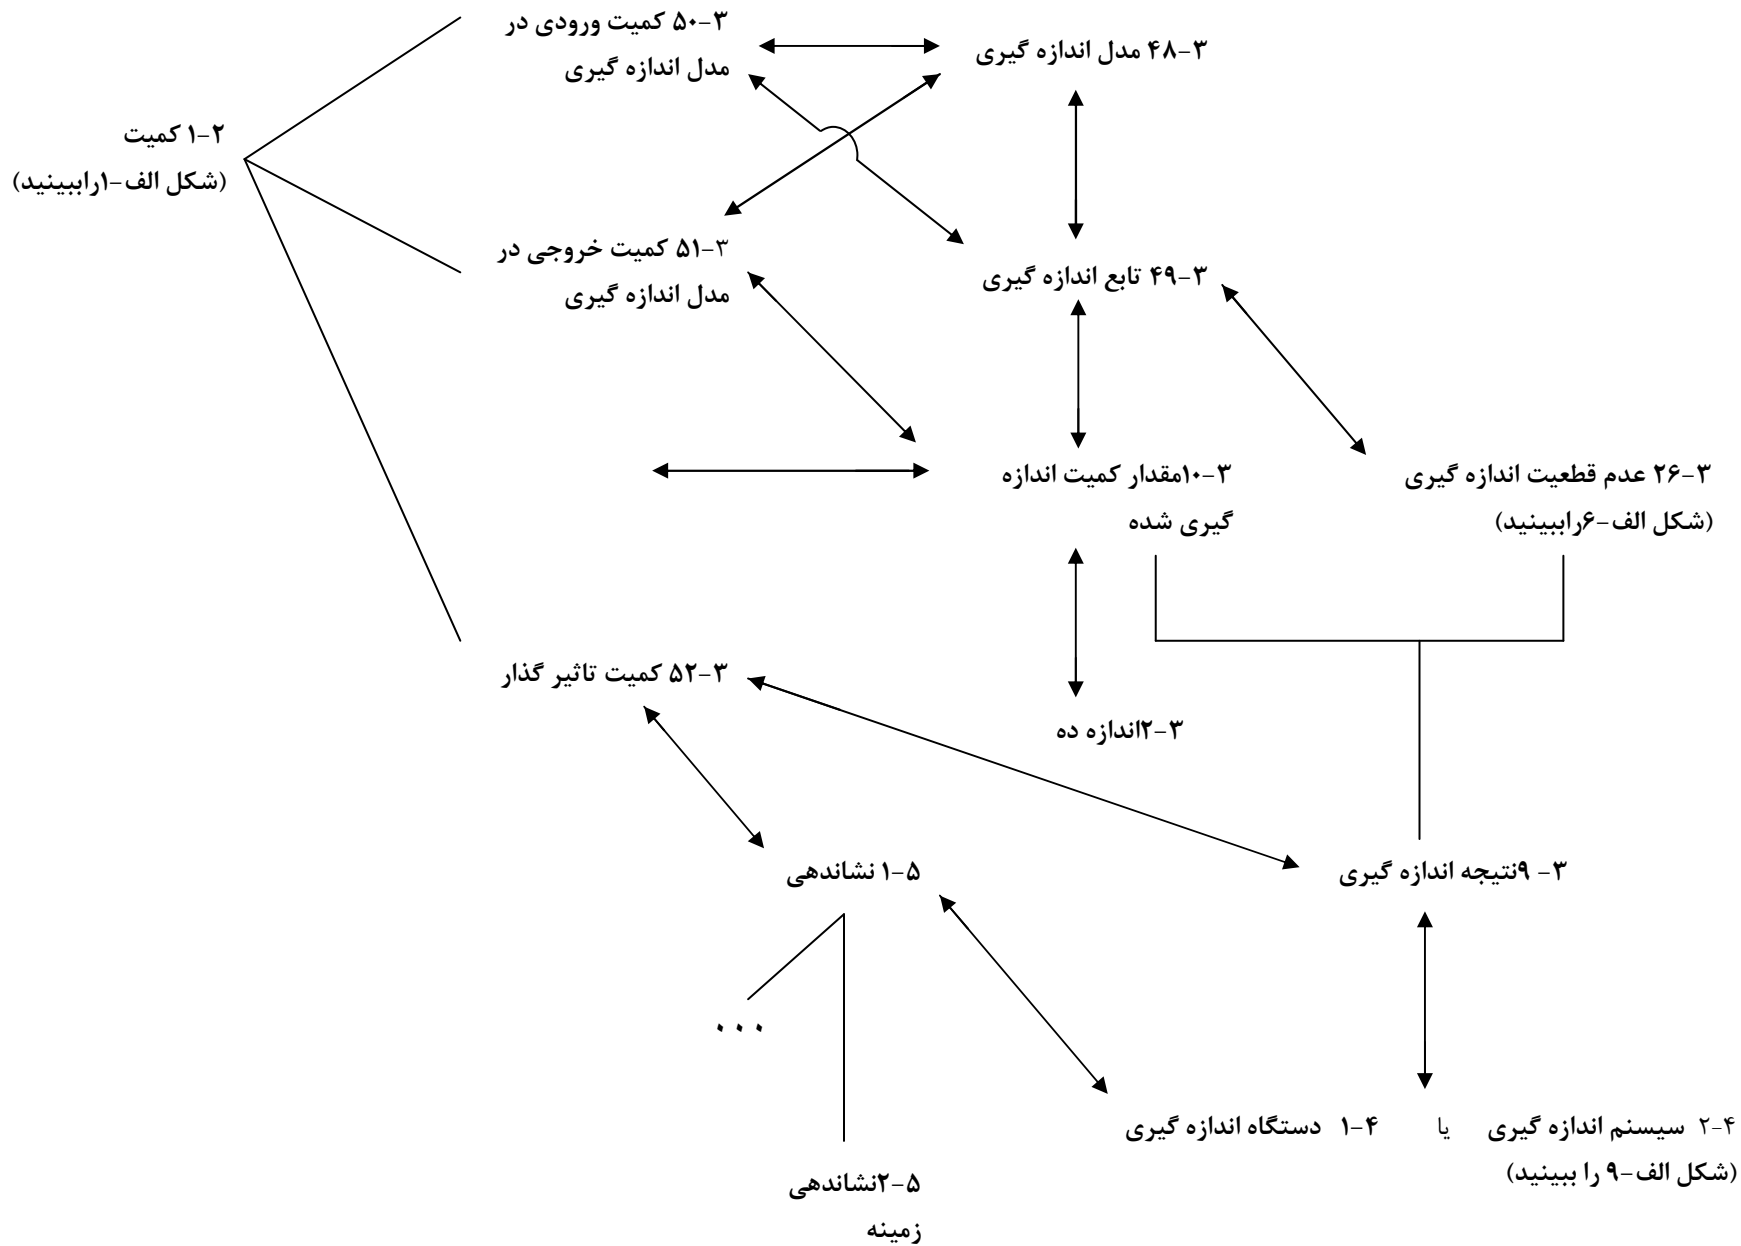 ۳-۵۰ کمیت ورودی در
مدل اندازه گیری
۳-۴۸ مدل اندازه گیری
۲-۱ کمیت
(شکل الف-۱راببینید)
۳-۵۱ کمیت خروجی در
مدل اندازه گیری
۳-۴۹ تابع اندازه گیری
۳-۲۶ عدم قطعیت اندازه گیری
(شکل الف-۶راببینید)
۳-۱۰مقدار کمیت اندازه
گیری شده
۳-۵۲ کمیت تاثیر گذار
۳-۲اندازه ده
۳- ۹نتیجه اندازه گیری
۵-۱ نشاندهی
...
۴-۲ سیسنم اندازه گیری یا ۴-۱ دستگاه اندازه گیری
(شکل الف-۹ را ببینید)
۵-۲نشاندهی
زمینه